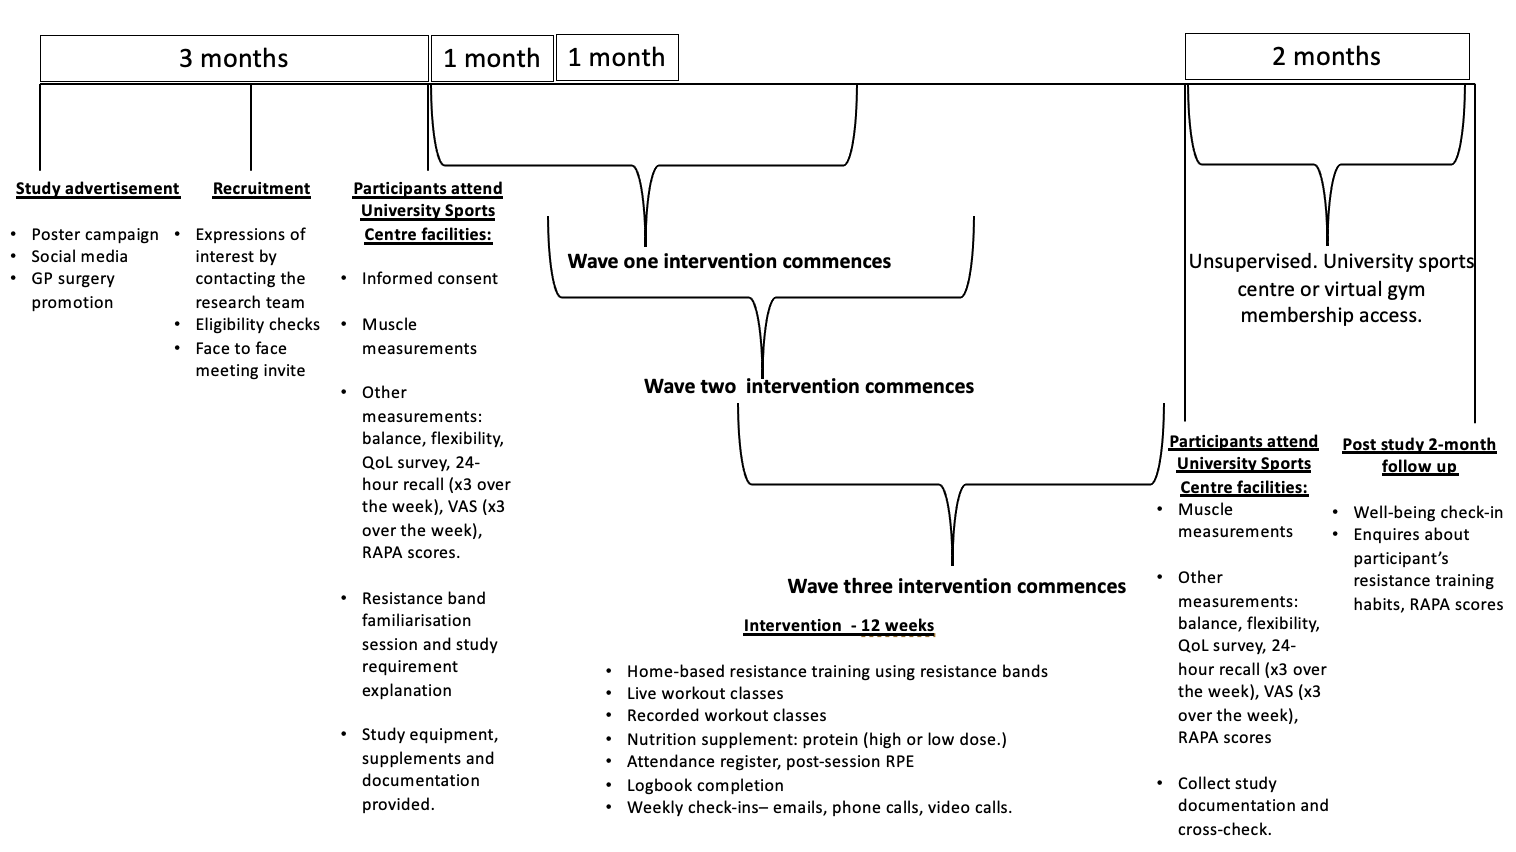 3 months
1 month
1 month
2 months
Study advertisement
• Poster campaign
• Social media
• GP surgery
promotion
Recruitment
• Expressions of
interest by
contacting the
research team
• Eligibility checks
• Face to face
meeting invite
Participants attend
University Sports
Centre facilities:
• Informed consent
• Muscle
measurements
• Other
measurements:
balance, flexibility,
QoL survey, 24-
hour recall (x3 over
the week), VAS (x3
over the week),
RAPA scores.
• Resistance band
familiarisation
session and study
requirement
explanation
• Study equipment,
supplements and
documentation
provided.
Wave one intervention commences
Wave two  intervention commences
Wave three intervention commences
Intervention  - 12 weeks
• Home-based resistance training using resistance bands
• Live workout classes
• Recorded workout classes
• Nutrition supplement: protein (high or low dose.)
• Attendance register, post-session RPE
• Logbook completion
• Weekly check-ins– emails, phone calls, video calls.
Unsupervised. University sports
centre or virtual gym
membership access.
Participants attend
University Sports
Centre facilities:
• Muscle
measurements
• Other
measurements:
balance, flexibility,
QoL survey, 24-
hour recall (x3 over
the week), VAS (x3
over the week),
RAPA scores
• Collect study
documentation and
cross-check.
Post study 2-month
follow up
• Well-being check-in
• Enquires about
participant’s
resistance training
habits, RAPA scores